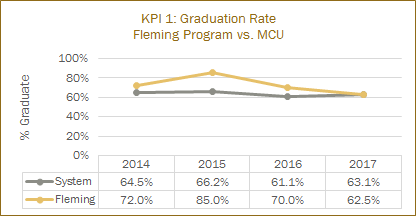 KPI 1: Graduation Rate
Fleming Program vs. MCU
% Graduate
100%
80%
60%
40%
20%
0%
2014 2015 2016 2017
System 64.5% 66.2% 61.1% 63.1%
Fleming 72.0% 85.0% 70.0% 62.5%